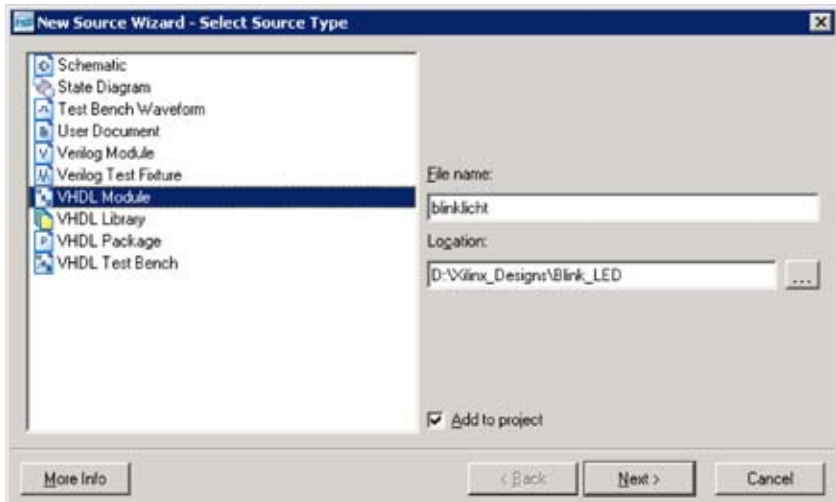 New Source Wizard - Select Source Type
Schematic
State Diagram
Test Bench Waveform
User Document
Verilog Module
Verilog Test Fixture
VHDL Module
VHDL Library
VHDL Package
VHDL Test Bench
File name:
blinklicht
Location:
D:\Xilinx_Designs\Blink_LED
...
Add to project
More Info
< Back
Next >
Cancel